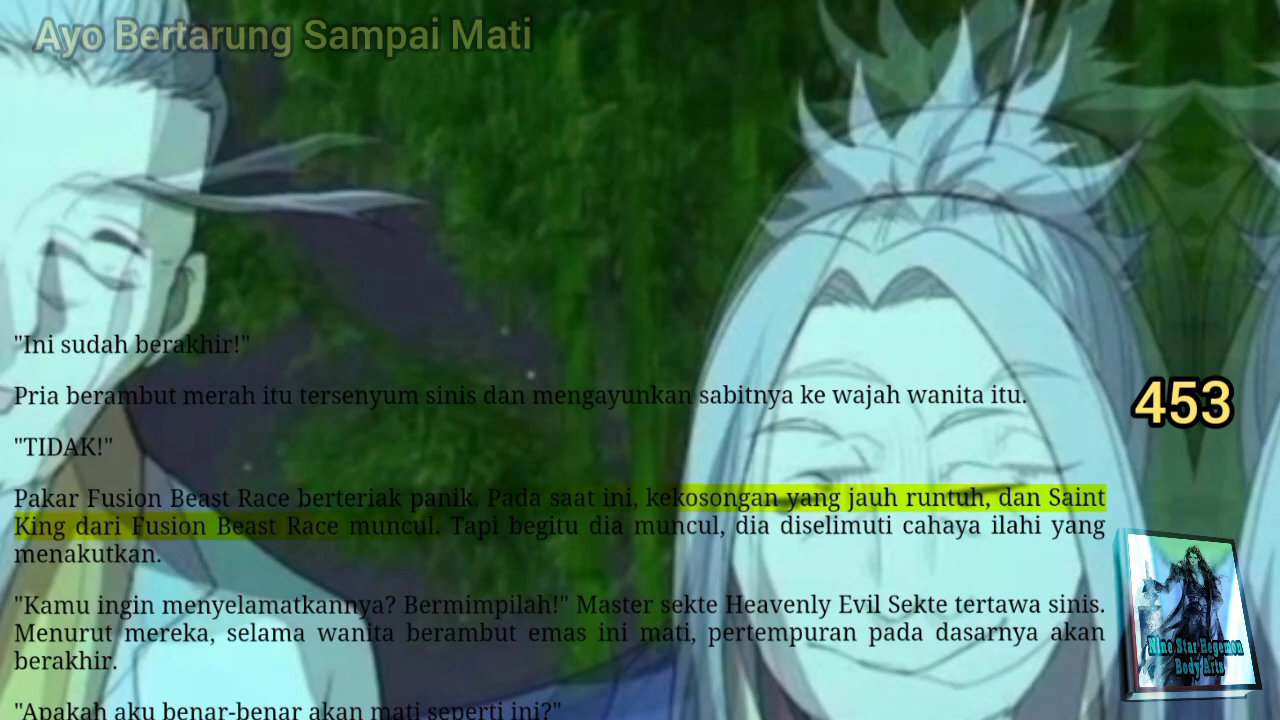 Ayo Bertarung Sampai Mati
"Ini sudah berakhir!"
Pria berambut merah itu tersenyum sinis dan mengayunkan sabitnya ke wajah wanita itu.
"TIDAK!"
Pakar Fusion Beast Race berteriak panik. Pada saat ini, kekosongan yang jauh runtuh, dan Saint
King dari Fusion Beast Race muncul. Tapi begitu dia muncul, dia diselimuti cahaya ilahi yang
menakutkan.
"Kamu ingin menyelamatkannya? Bermimpilah!" Master sekte Heavenly Evil Sekte tertawa sinis.
Menurut mereka, selama wanita berambut emas ini mati, pertempuran pada dasarnya akan
berakhir.
"Apakah aku benar-benar akan mati seperti ini?"
453
Nine Star Hegemon
Body Arts